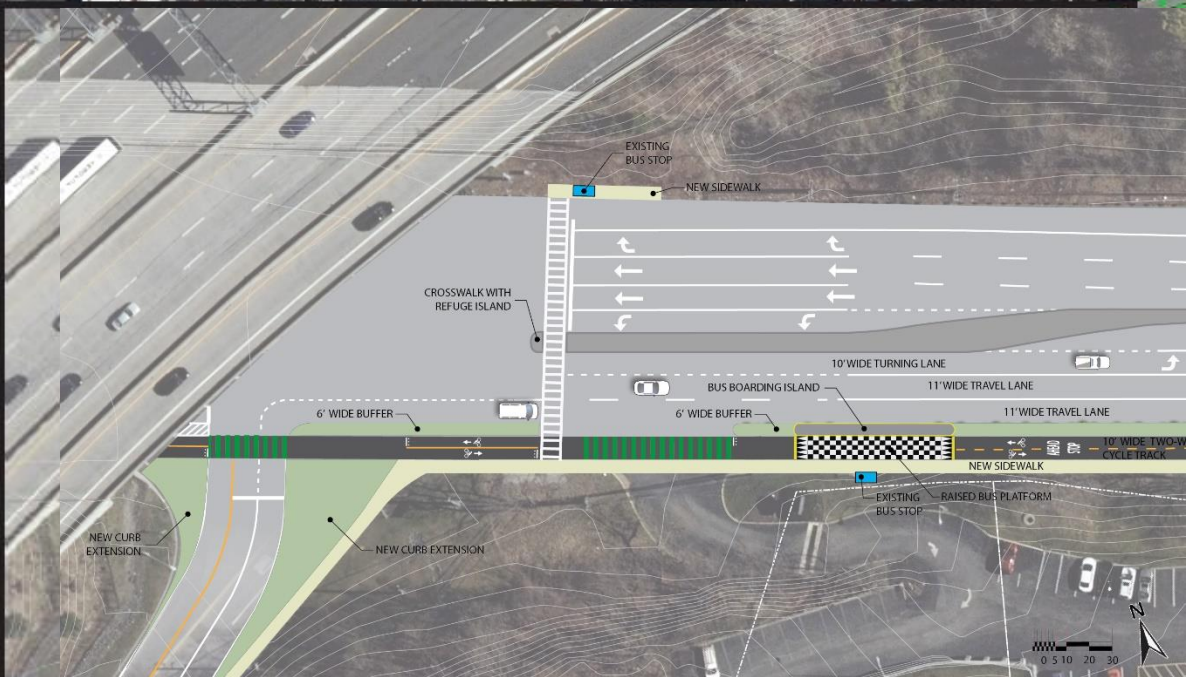 EXISTING
BUS STOP
NEW SIDEWALK
CROSSWALK WITH
REFUGE ISLAND
10' WIDE TURNING LANE
BUS BOARDING ISLAND
11' WIDE TRAVEL LANE
6' WIDE BUFFER
6' WIDE BUFFER
11' WIDE TRAVEL LANE
AHEAD
STOP
10' WIDE TWO-W
CYCLE TRACK
NEW SIDEWALK
EXISTING
BUS STOP
RAISED BUS PLATFORM
NEW CURB
EXTENSION
NEW CURB EXTENSION
N
0 5 10 20 30